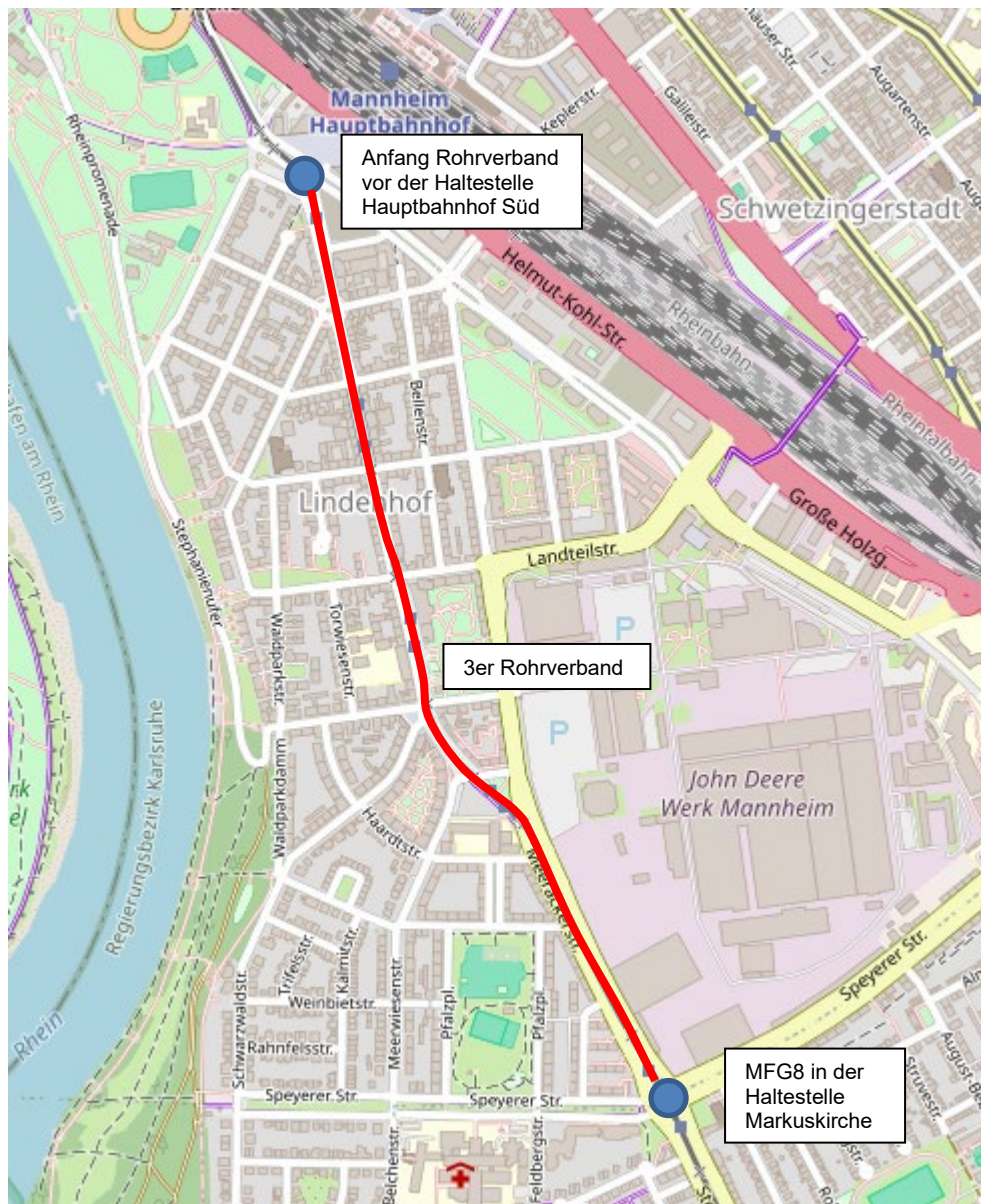 Mannheim
Hauptbahnhof
Anfang Rohrverband
vor der Haltestelle
Hauptbahnhof Süd
Keplerstr.
Galileistr.
Augartenstr.
Rheinpromenade
Schwetzingerstadt
Helmut-Kohl-Str.
Rheinbahn
Rheintalbahn
Bellenstr.
Lindenhof
Große Holzg.
Landteilstr.
Stephanienufer
Waldparkstr.
Torwiesenstr.
P
3er Rohrverband
P
Regierungsbezirk Karlsruhe
John Deere
Werk Mannheim
Waldparkdamm
Haardtstr.
Meeräckerstr.
Speyerer Str.
Trifelsstr.
Kalmitstr.
Weinbietstr.
Schwarzwaldstr.
Meerwiesenstr.
Pfalzpl.
Pfalzpl.
Rhein
Rahnfelsstr.
MFG8 in der
Haltestelle
Markuskirche
Speyerer Str.
Speyerer Str.
Feldbergstr.